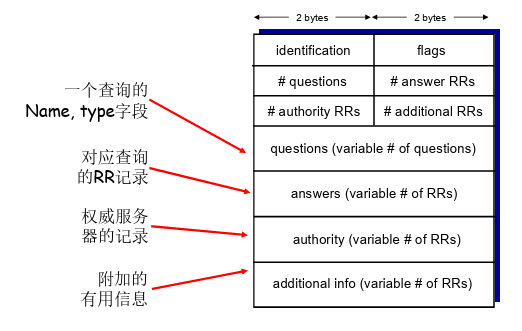 2 bytes 2 bytes
identification flags
# questions # answer RRs
# authority RRs # additional RRs
questions (variable # of questions)
answers (variable # of RRs)
authority (variable # of RRs)
additional info (variable # of RRs)
一个查询的
Name, type字段
对应查询
的RR记录
权威服务
器的记录
附加的
有用信息